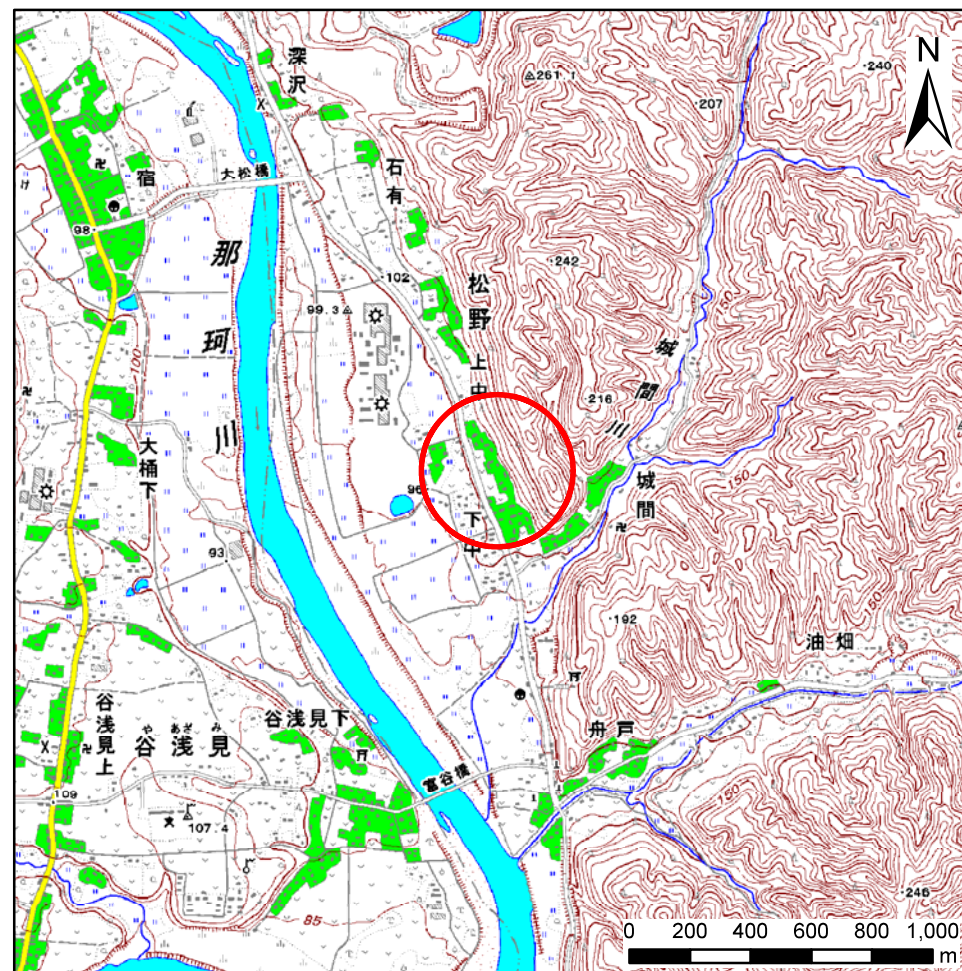 N
深沢
・240
261.1
207
大松橋
宿
石有
98
那珂川
・242
102
松野
上中
99.3
100
城間川
・216
大桶下
城間
150
96
下中
93
・192
150
油畑
谷浅見上
谷浅見
や あざ み
谷浅見下
舟戸
富谷橋
109
107.4
150
85
・246
0 200 400 600 800 1,000
m